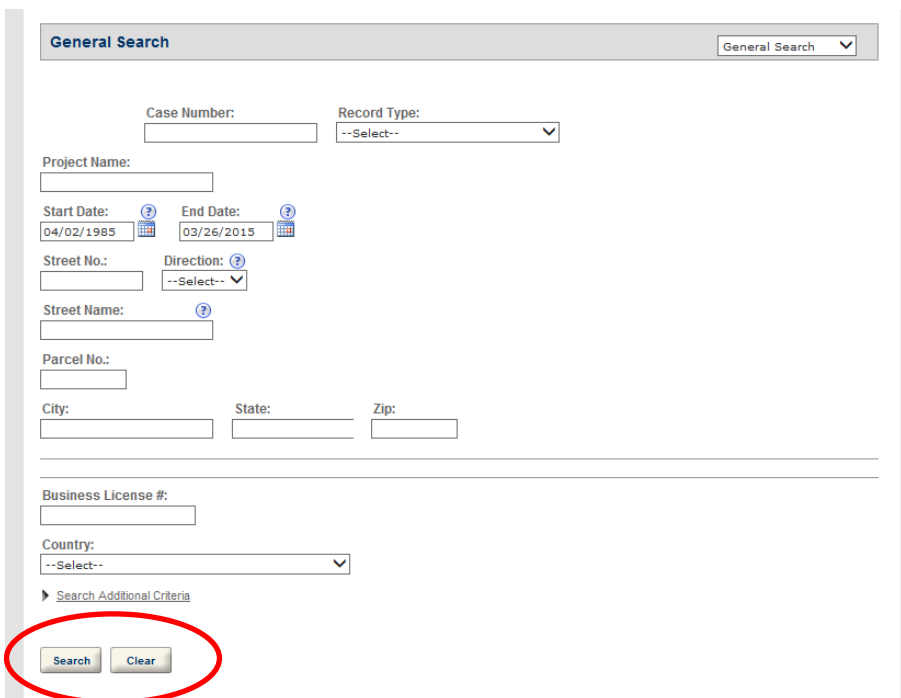 General Search General Search
Case Number: Record Type:
--Select--
Project Name:
Start Date: ? End Date: ?
04/02/1985 03/26/2015
Street No.: Direction: ?
--Select--
Street Name: ?
Parcel No.:
City: State: Zip:
Business License #:
Country:
--Select--
Search Additional Criteria
Search Clear